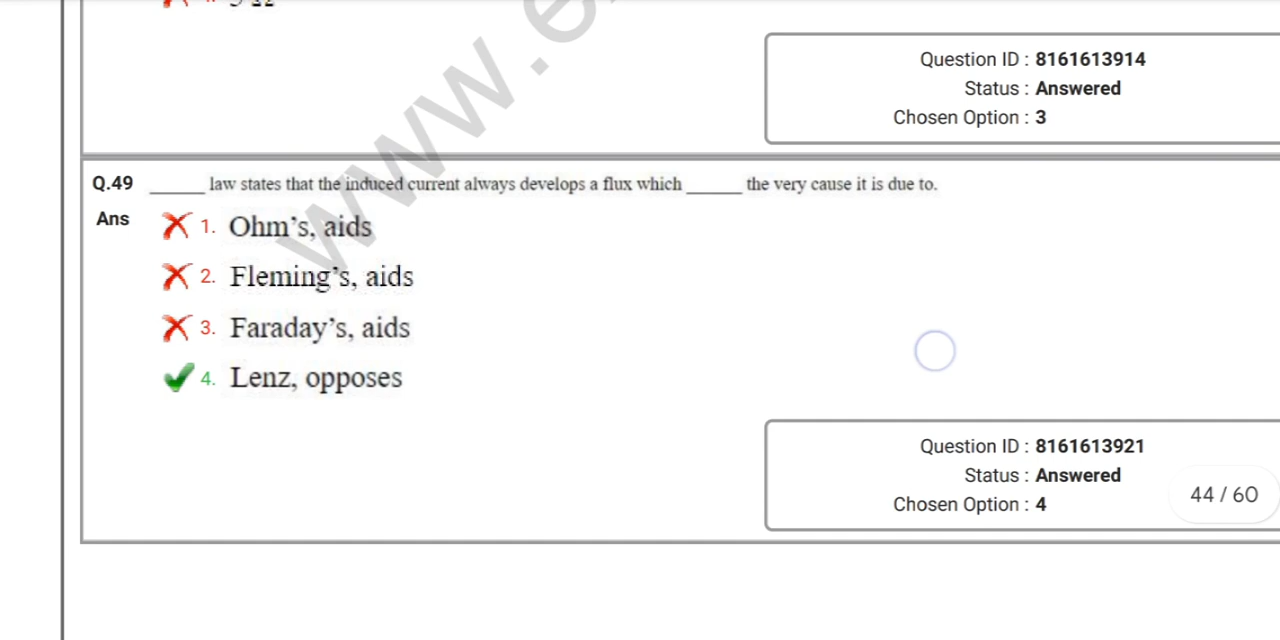 Question ID : 8161613914
Status : Answered
Chosen Option : 3
www.e
Q.49 ______ law states that the induced current always develops a flux which ______ the very cause it is due to.
Ans 1. Ohm’s, aids
2. Fleming’s, aids
3. Faraday’s, aids
4. Lenz, opposes
Question ID : 8161613921
Status : Answered
Chosen Option : 4
44 / 60